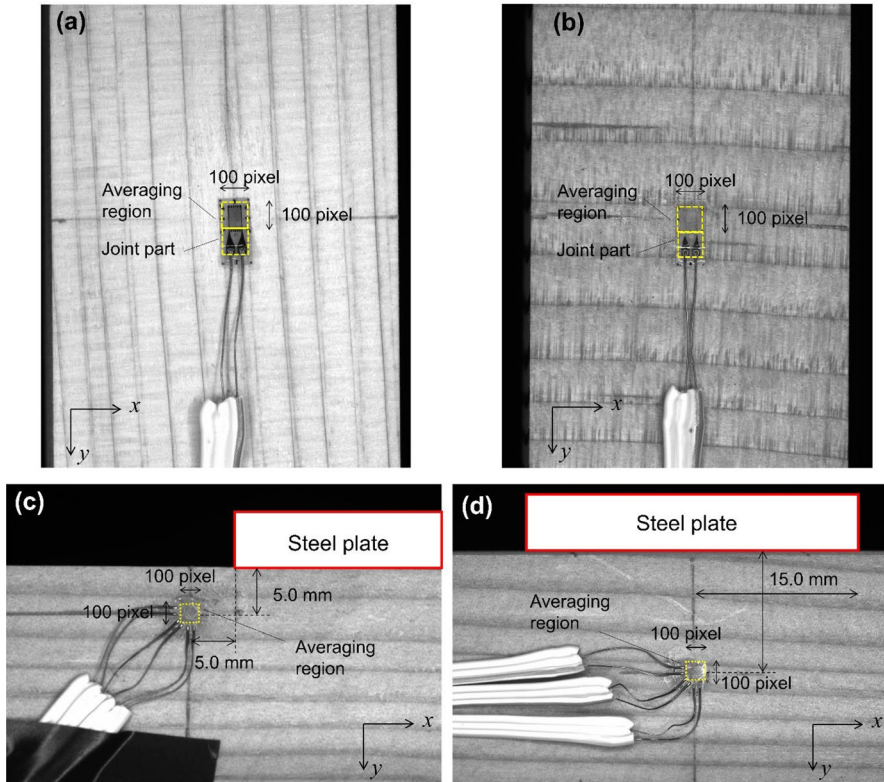 (a)
100 pixel
Averaging
region
100 pixel
Joint part
x
y
(b)
100 pixel
Averaging
region
100 pixel
Joint part
x
y
(c)
Steel plate
100 pixel
5.0 mm
100 pixel
Averaging
region
5.0 mm
x
y
(d)
Steel plate
15.0 mm
Averaging
region
100 pixel
100 pixel
x
y